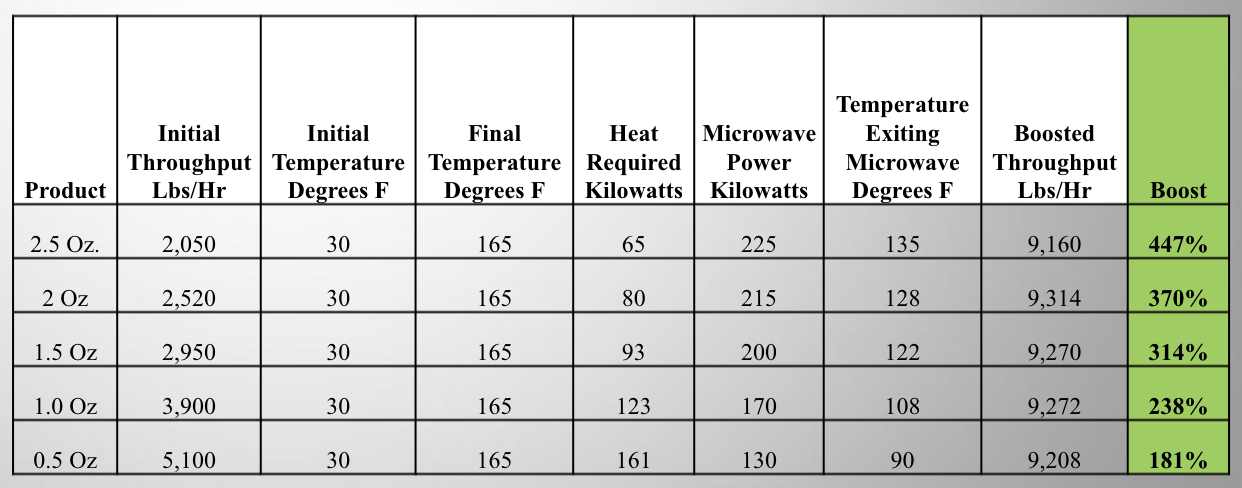 Product Initial Throughput Lbs/Hr Initial Temperature Degrees F Final Temperature Degrees F Heat Required Kilowatts Microwave Power Kilowatts Temperature Exiting Microwave Degrees F Boosted Throughput Lbs/Hr Boost
2.5 Oz. 2,050 30 165 65 225 135 9,160 447%
2 Oz 2,520 30 165 80 215 128 9,314 370%
1.5 Oz 2,950 30 165 93 200 122 9,270 314%
1.0 Oz 3,900 30 165 123 170 108 9,272 238%
0.5 Oz 5,100 30 165 161 130 90 9,208 181%